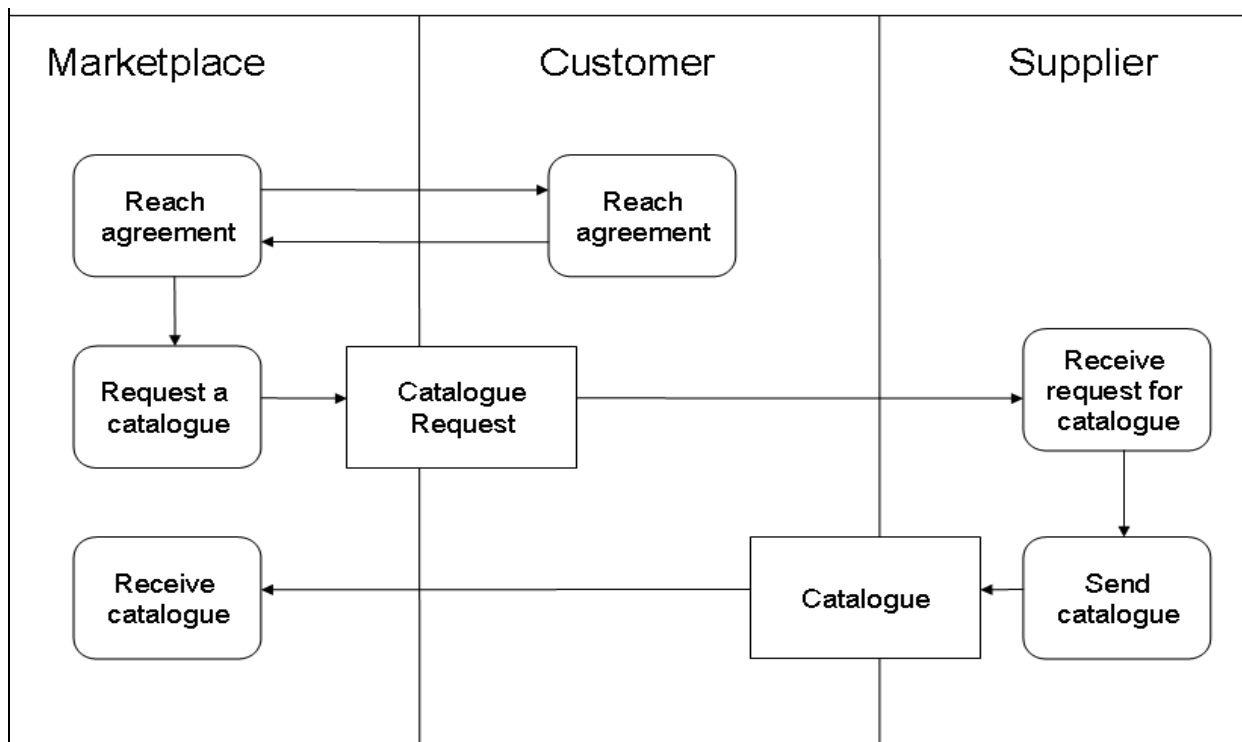 Marketplace
Customer
Supplier
Reach
agreement
Reach
agreement
Request a
catalogue
Catalogue
Request
Receive
request for
catalogue
Receive
catalogue
Catalogue
Send
catalogue